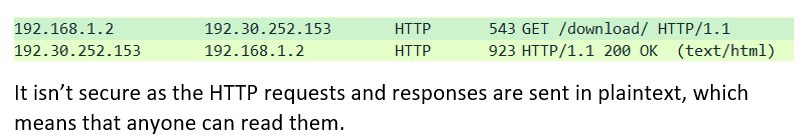 192.168.1.2 192.30.252.153 HTTP 543 GET /download/ HTTP/1.1
192.30.252.153 192.168.1.2 HTTP 923 HTTP/1.1 200 OK (text/html)
It isn’t secure as the HTTP requests and responses are sent in plaintext, which
means that anyone can read them.